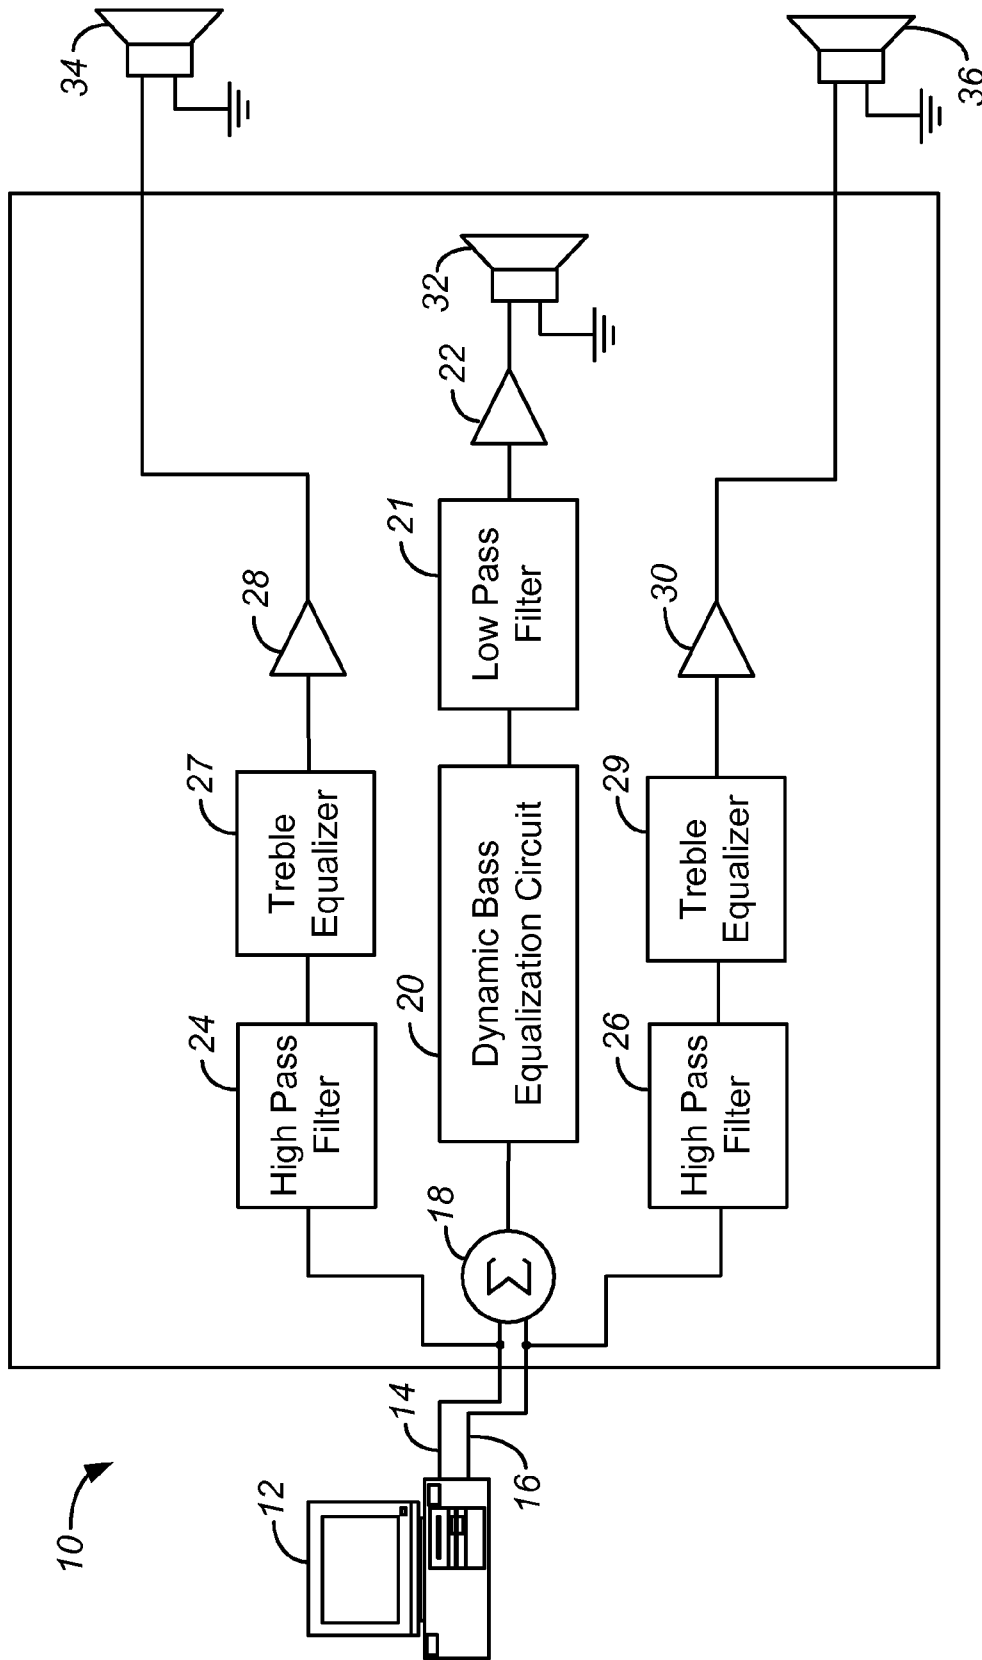 10
12
14
16
18
24
High Pass
Filter
27
Treble
Equalizer
28
34
20
Dynamic Bass
Equalization Circuit
21
Low Pass
Filter
22
32
26
High Pass
Filter
29
Treble
Equalizer
30
36
Σ